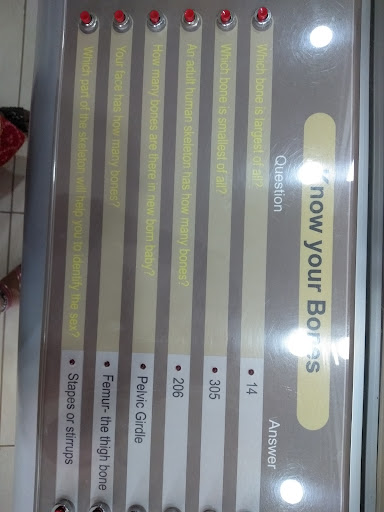 Know your Bones
Question Answer
Which bone is largest of all? 14
Which bone is smallest of all? 305
An adult human skeleton has how many bones? 206
How many bones are there in new born baby? Pelvic Girdle
Your face has how many bones? Femur- the thigh bone
Which part of the skeleton will help you to identify the sex? Stapes or stirrups